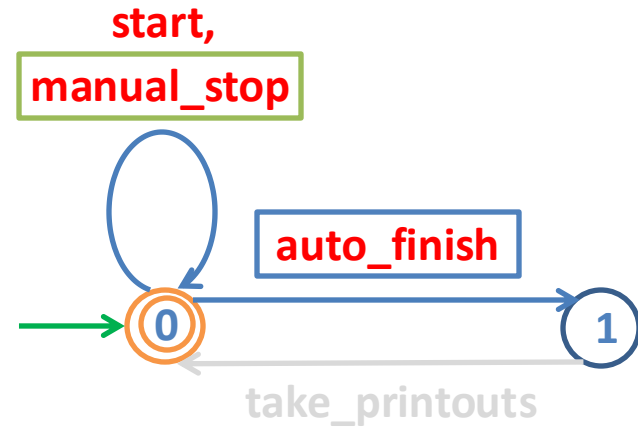 start,
manual_stop
auto_finish
0
1
take_printouts